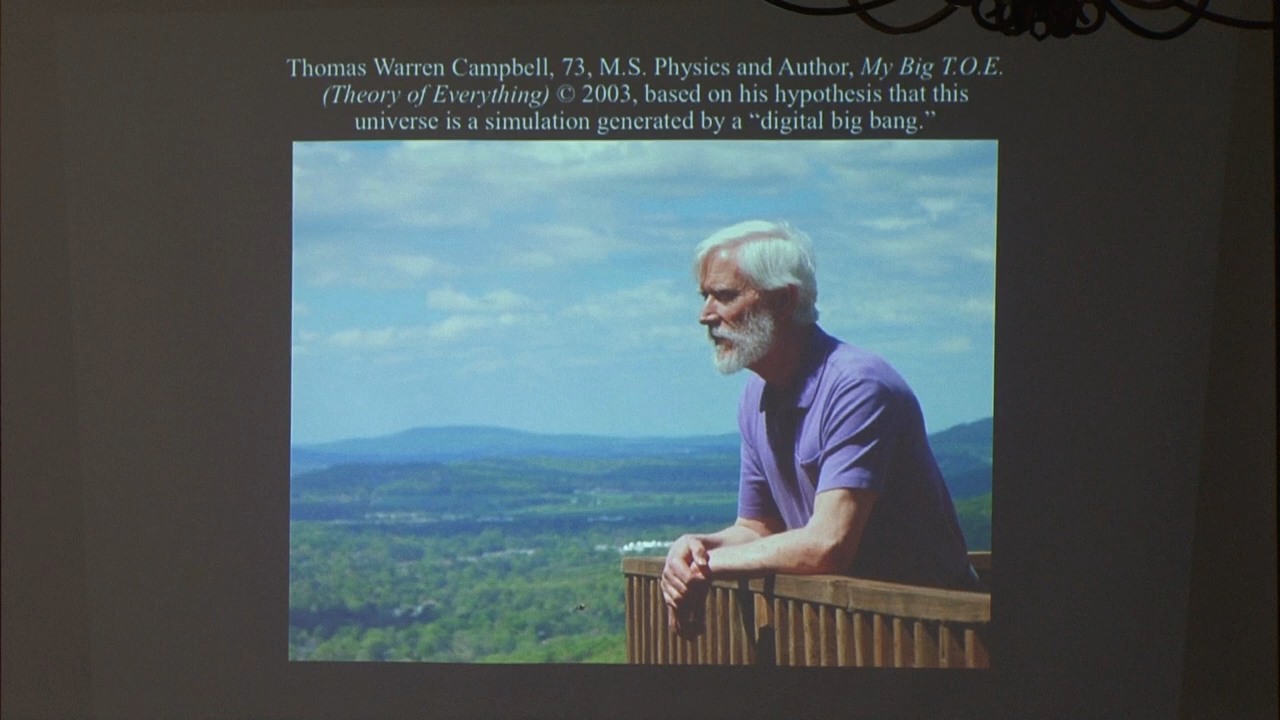 Thomas Warren Campbell, 73, M.S. Physics and Author, My Big T.O.E.
(Theory of Everything) © 2003, based on his hypothesis that this
universe is a simulation generated by a “digital big bang.”